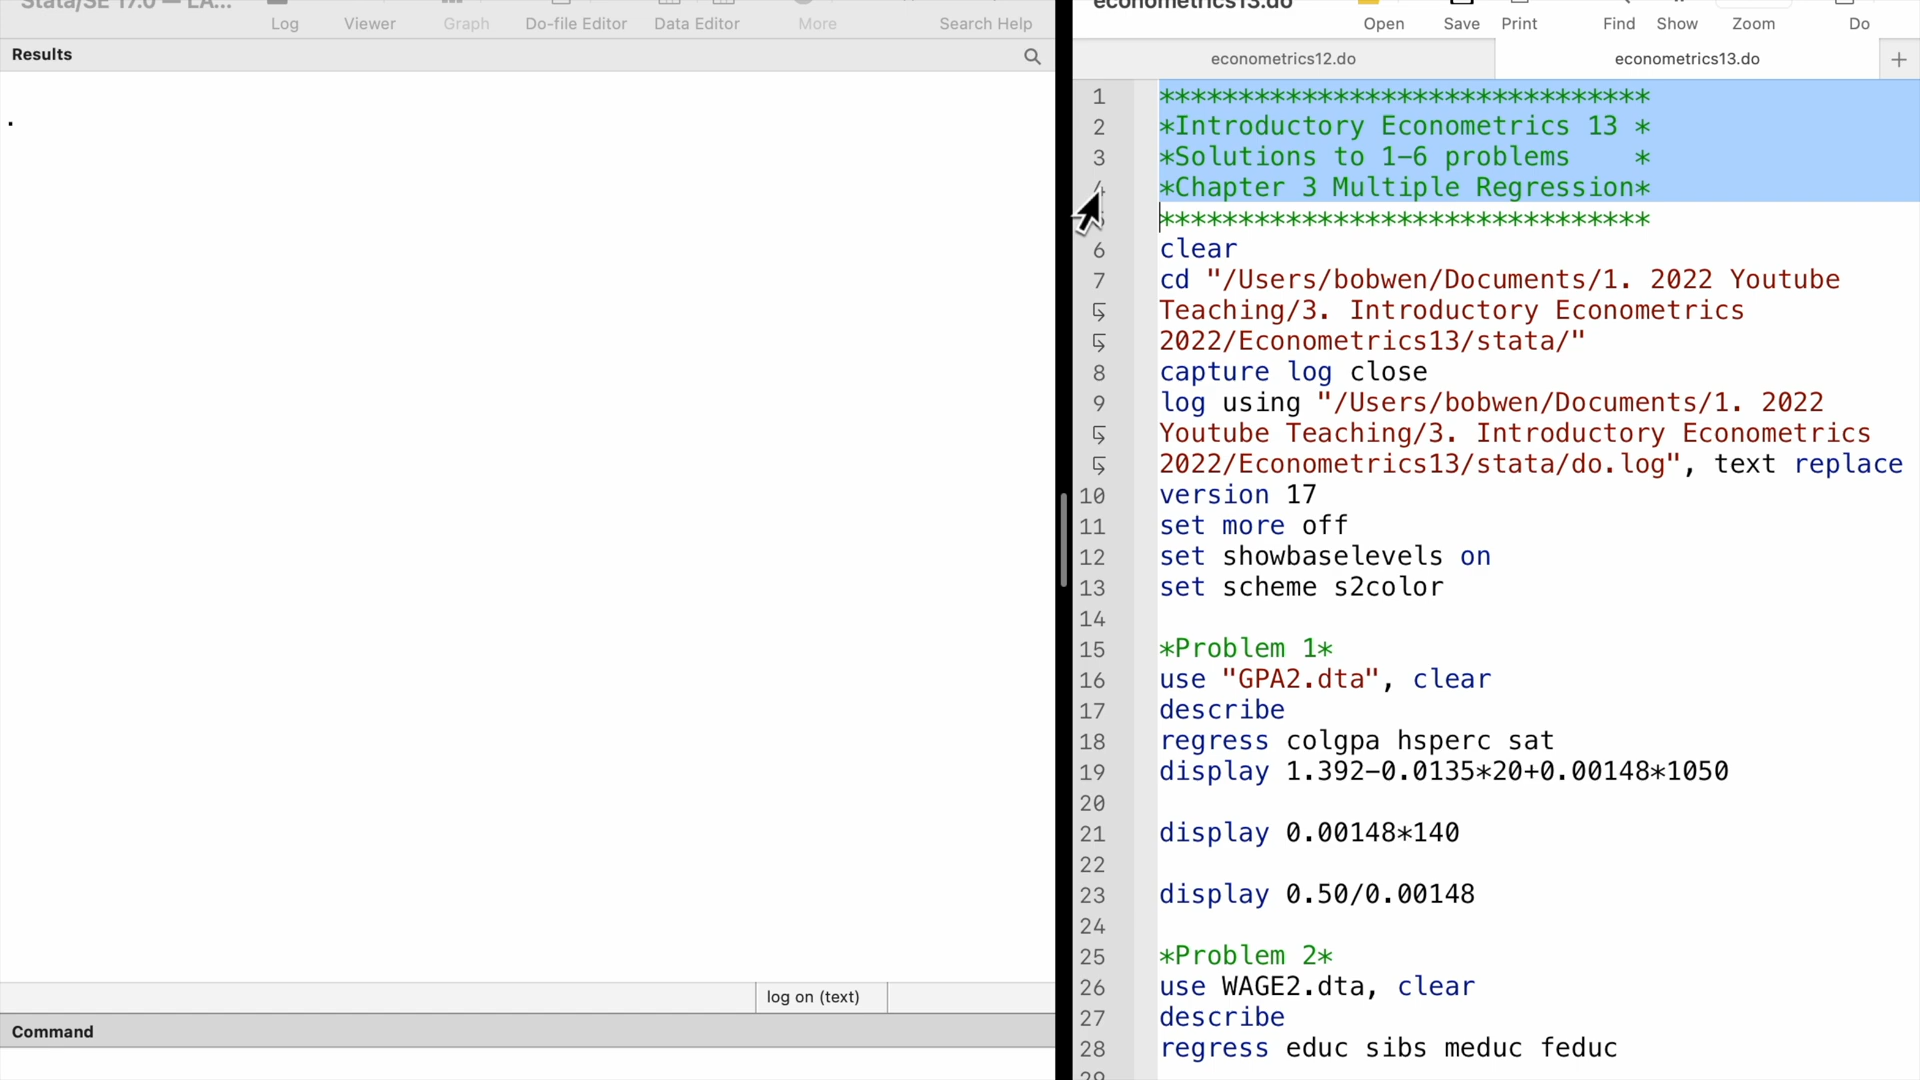 Stata/SE 17.0 — LA...
Log
Viewer
Graph
Do-file Editor
Data Editor
More
Search Help
Results
.
log on (text)
Command
econometrics13.do
Open
Save
Print
Find
Show
Zoom
Do
econometrics12.do
econometrics13.do
+
1 *******************************
2 *Introductory Econometrics 13 *
3 *Solutions to 1-6 problems    *
4 *Chapter 3 Multiple Regression*
*******************************
6 clear
7 cd "/Users/bobwen/Documents/1. 2022 Youtube
Teaching/3. Introductory Econometrics
2022/Econometrics13/stata/"
8 capture log close
9 log using "/Users/bobwen/Documents/1. 2022
Youtube Teaching/3. Introductory Econometrics
2022/Econometrics13/stata/do.log", text replace
10 version 17
11 set more off
12 set showbaselevels on
13 set scheme s2color
14
15 *Problem 1*
16 use "GPA2.dta", clear
17 describe
18 regress colgpa hsperc sat
19 display 1.392-0.0135*20+0.00148*1050
20
21 display 0.00148*140
22
23 display 0.50/0.00148
24
25 *Problem 2*
26 use WAGE2.dta, clear
27 describe
28 regress educ sibs meduc feduc
29